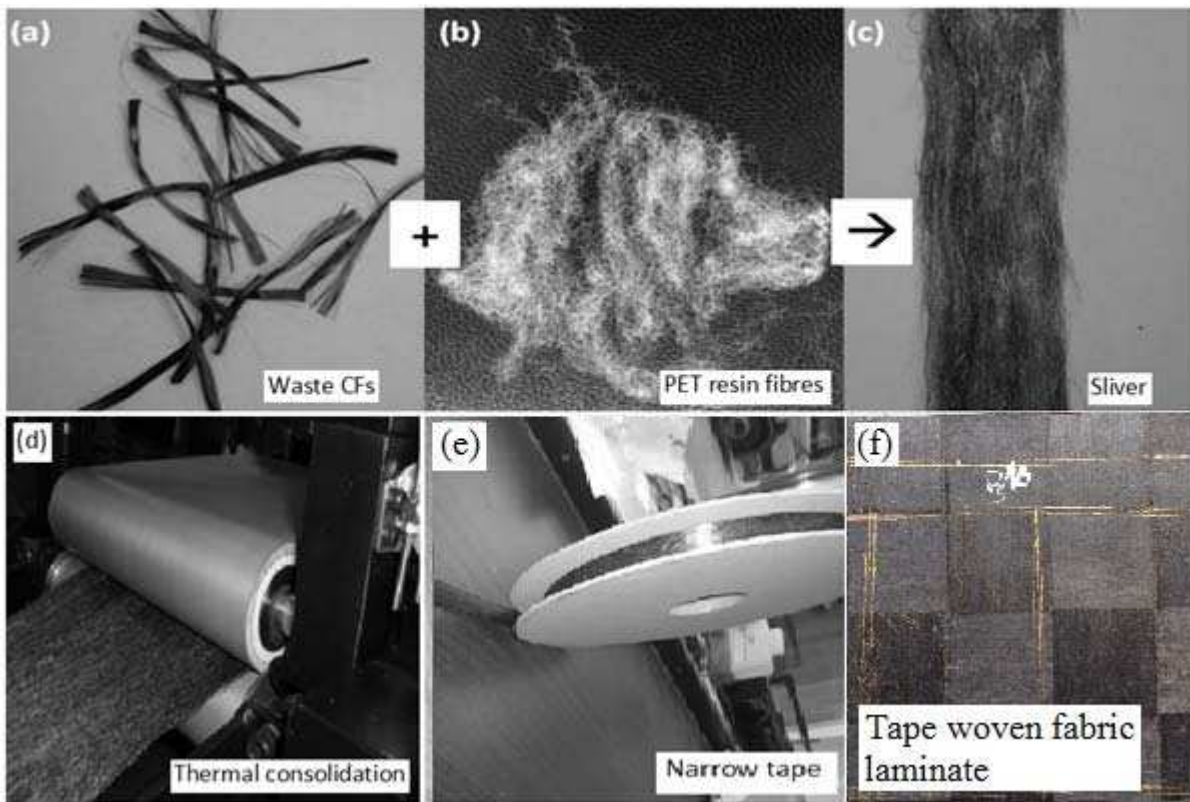 (a)
Waste CFs
+
(b)
PET resin fibres
→
(c)
Sliver
(d)
Thermal consolidation
(e)
Narrow tape
(f)
Tape woven fabric
laminate